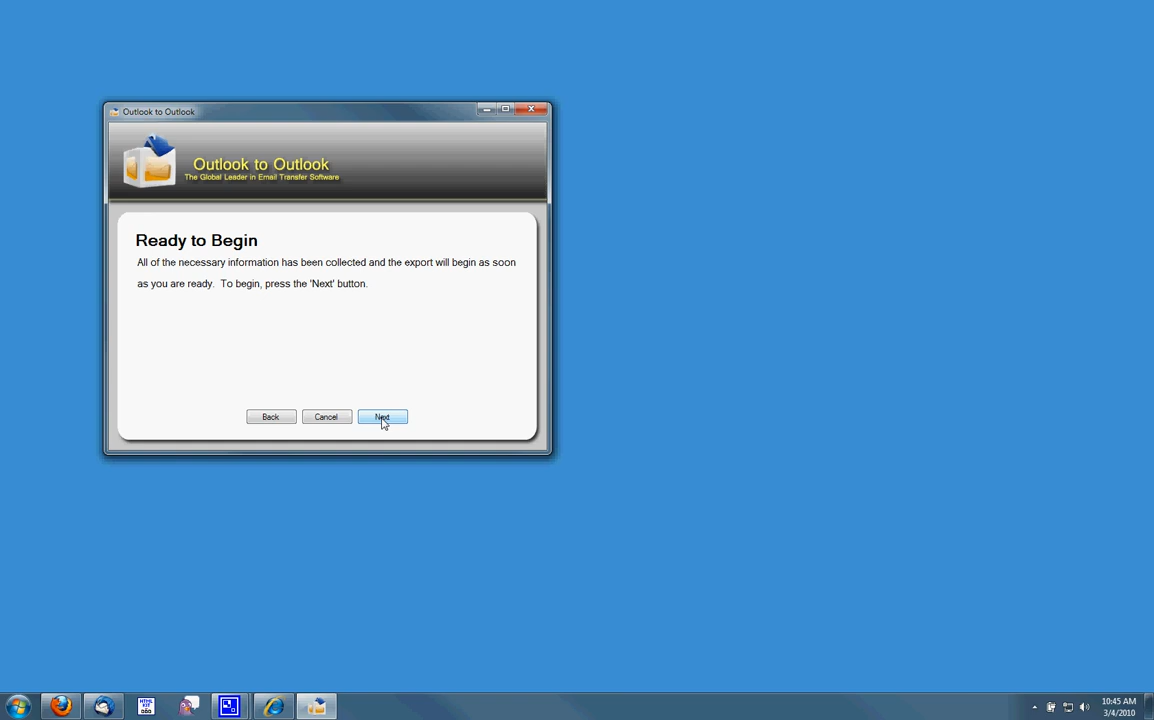 Outlook to Outlook
Outlook to Outlook
The Global Leader in Email Transfer Software
Ready to Begin
All of the necessary information has been collected and the export will begin as soon
as you are ready. To begin, press the 'Next' button.
Back
Cancel
Next
HTML
KIT
10:45 AM
3/4/2010